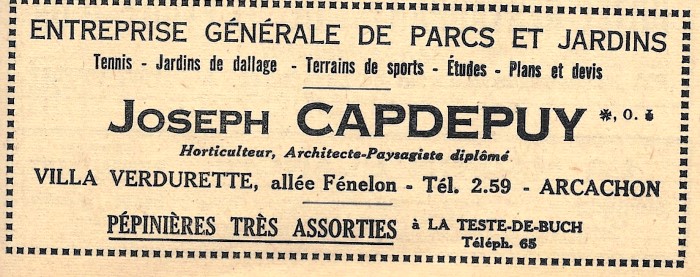 ENTREPRISE GÉNÉRALE DE PARCS ET JARDINS
Tennis - Jardins de dallage - Terrains de sports - Études - Plans et devis
JOSEPH CAPDEPUY *, O.
Horticulteur, Architecte-Paysagiste diplômé
VILLA VERDURETTE, allée Fénelon - Tél. 2.59 - ARCACHON
PÉPINIÈRES TRÈS ASSORTIES à LA TESTE-DE-BUCH
Téléph. 65